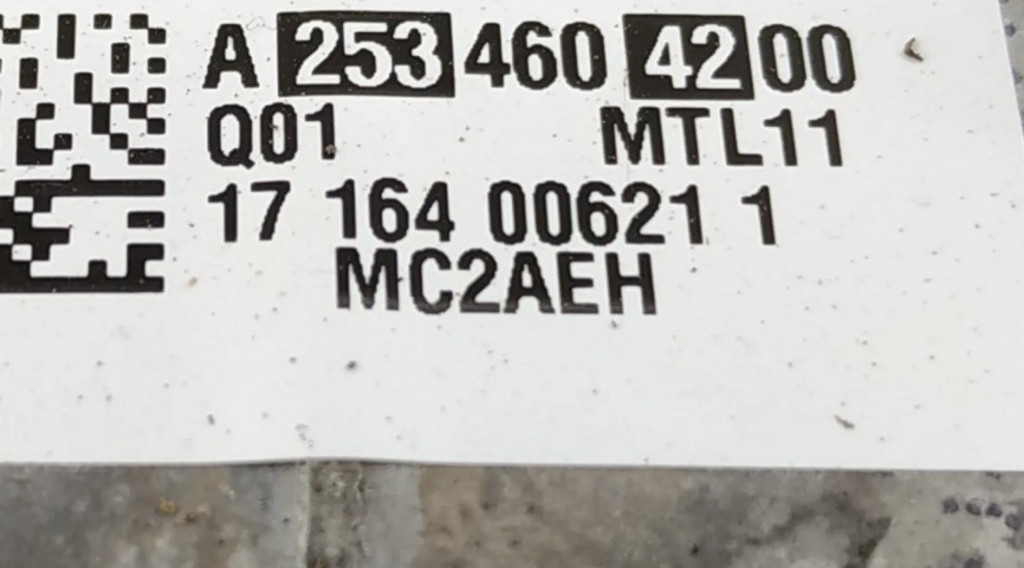 A 253 460 42 00
Q01 MTL11
17 164 00621 1
MC2AEH